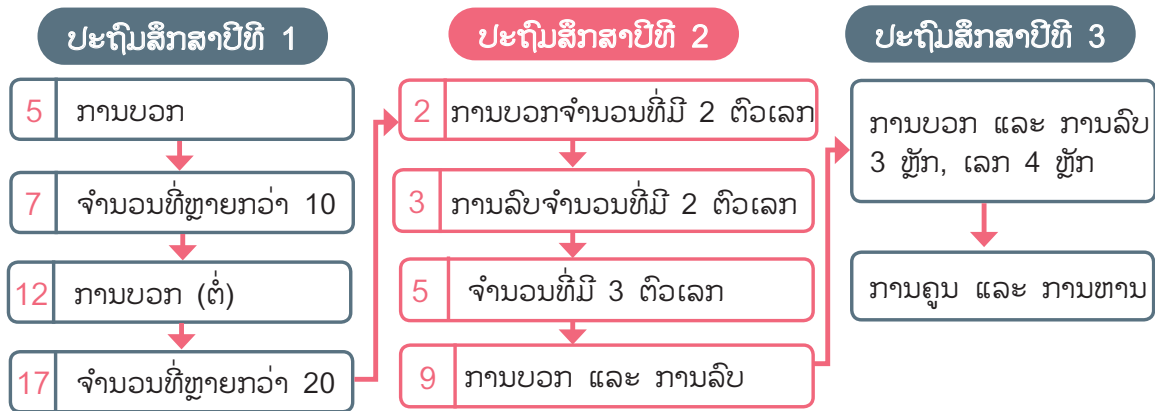 ປະຖົມສຶກສາປີທີ 1
5 ການບວກ
7 ຈຳນວນທີ່ຫຼາຍກວ່າ 10
12 ການບວກ (ຕໍ່)
17 ຈຳນວນທີ່ຫຼາຍກວ່າ 20
ປະຖົມສຶກສາປີທີ 2
2 ການບວກຈຳນວນທີ່ມີ 2 ຕົວເລກ
3 ການລົບຈຳນວນທີ່ມີ 2 ຕົວເລກ
5 ຈຳນວນທີ່ມີ 3 ຕົວເລກ
9 ການບວກ ແລະ ການລົບ
ປະຖົມສຶກສາປີທີ 3
ການບວກ ແລະ ການລົບ
3 ຫຼັກ, ເລກ 4 ຫຼັກ
ການຄູນ ແລະ ການຫານ